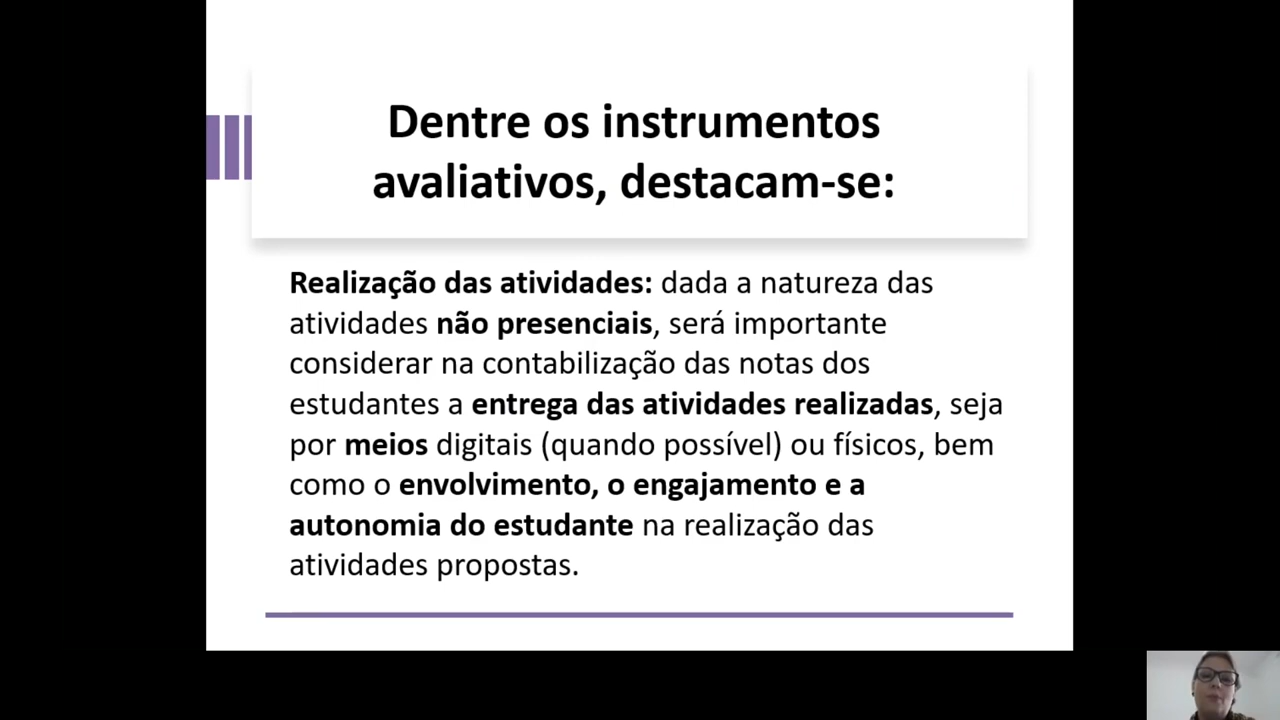 Dentre os instrumentos
avaliativos, destacam-se:
Realização das atividades: dada a natureza das
atividades não presenciais, será importante
considerar na contabilização das notas dos
estudantes a entrega das atividades realizadas, seja
por meios digitais (quando possível) ou físicos, bem
como o envolvimento, o engajamento e a
autonomia do estudante na realização das
atividades propostas.